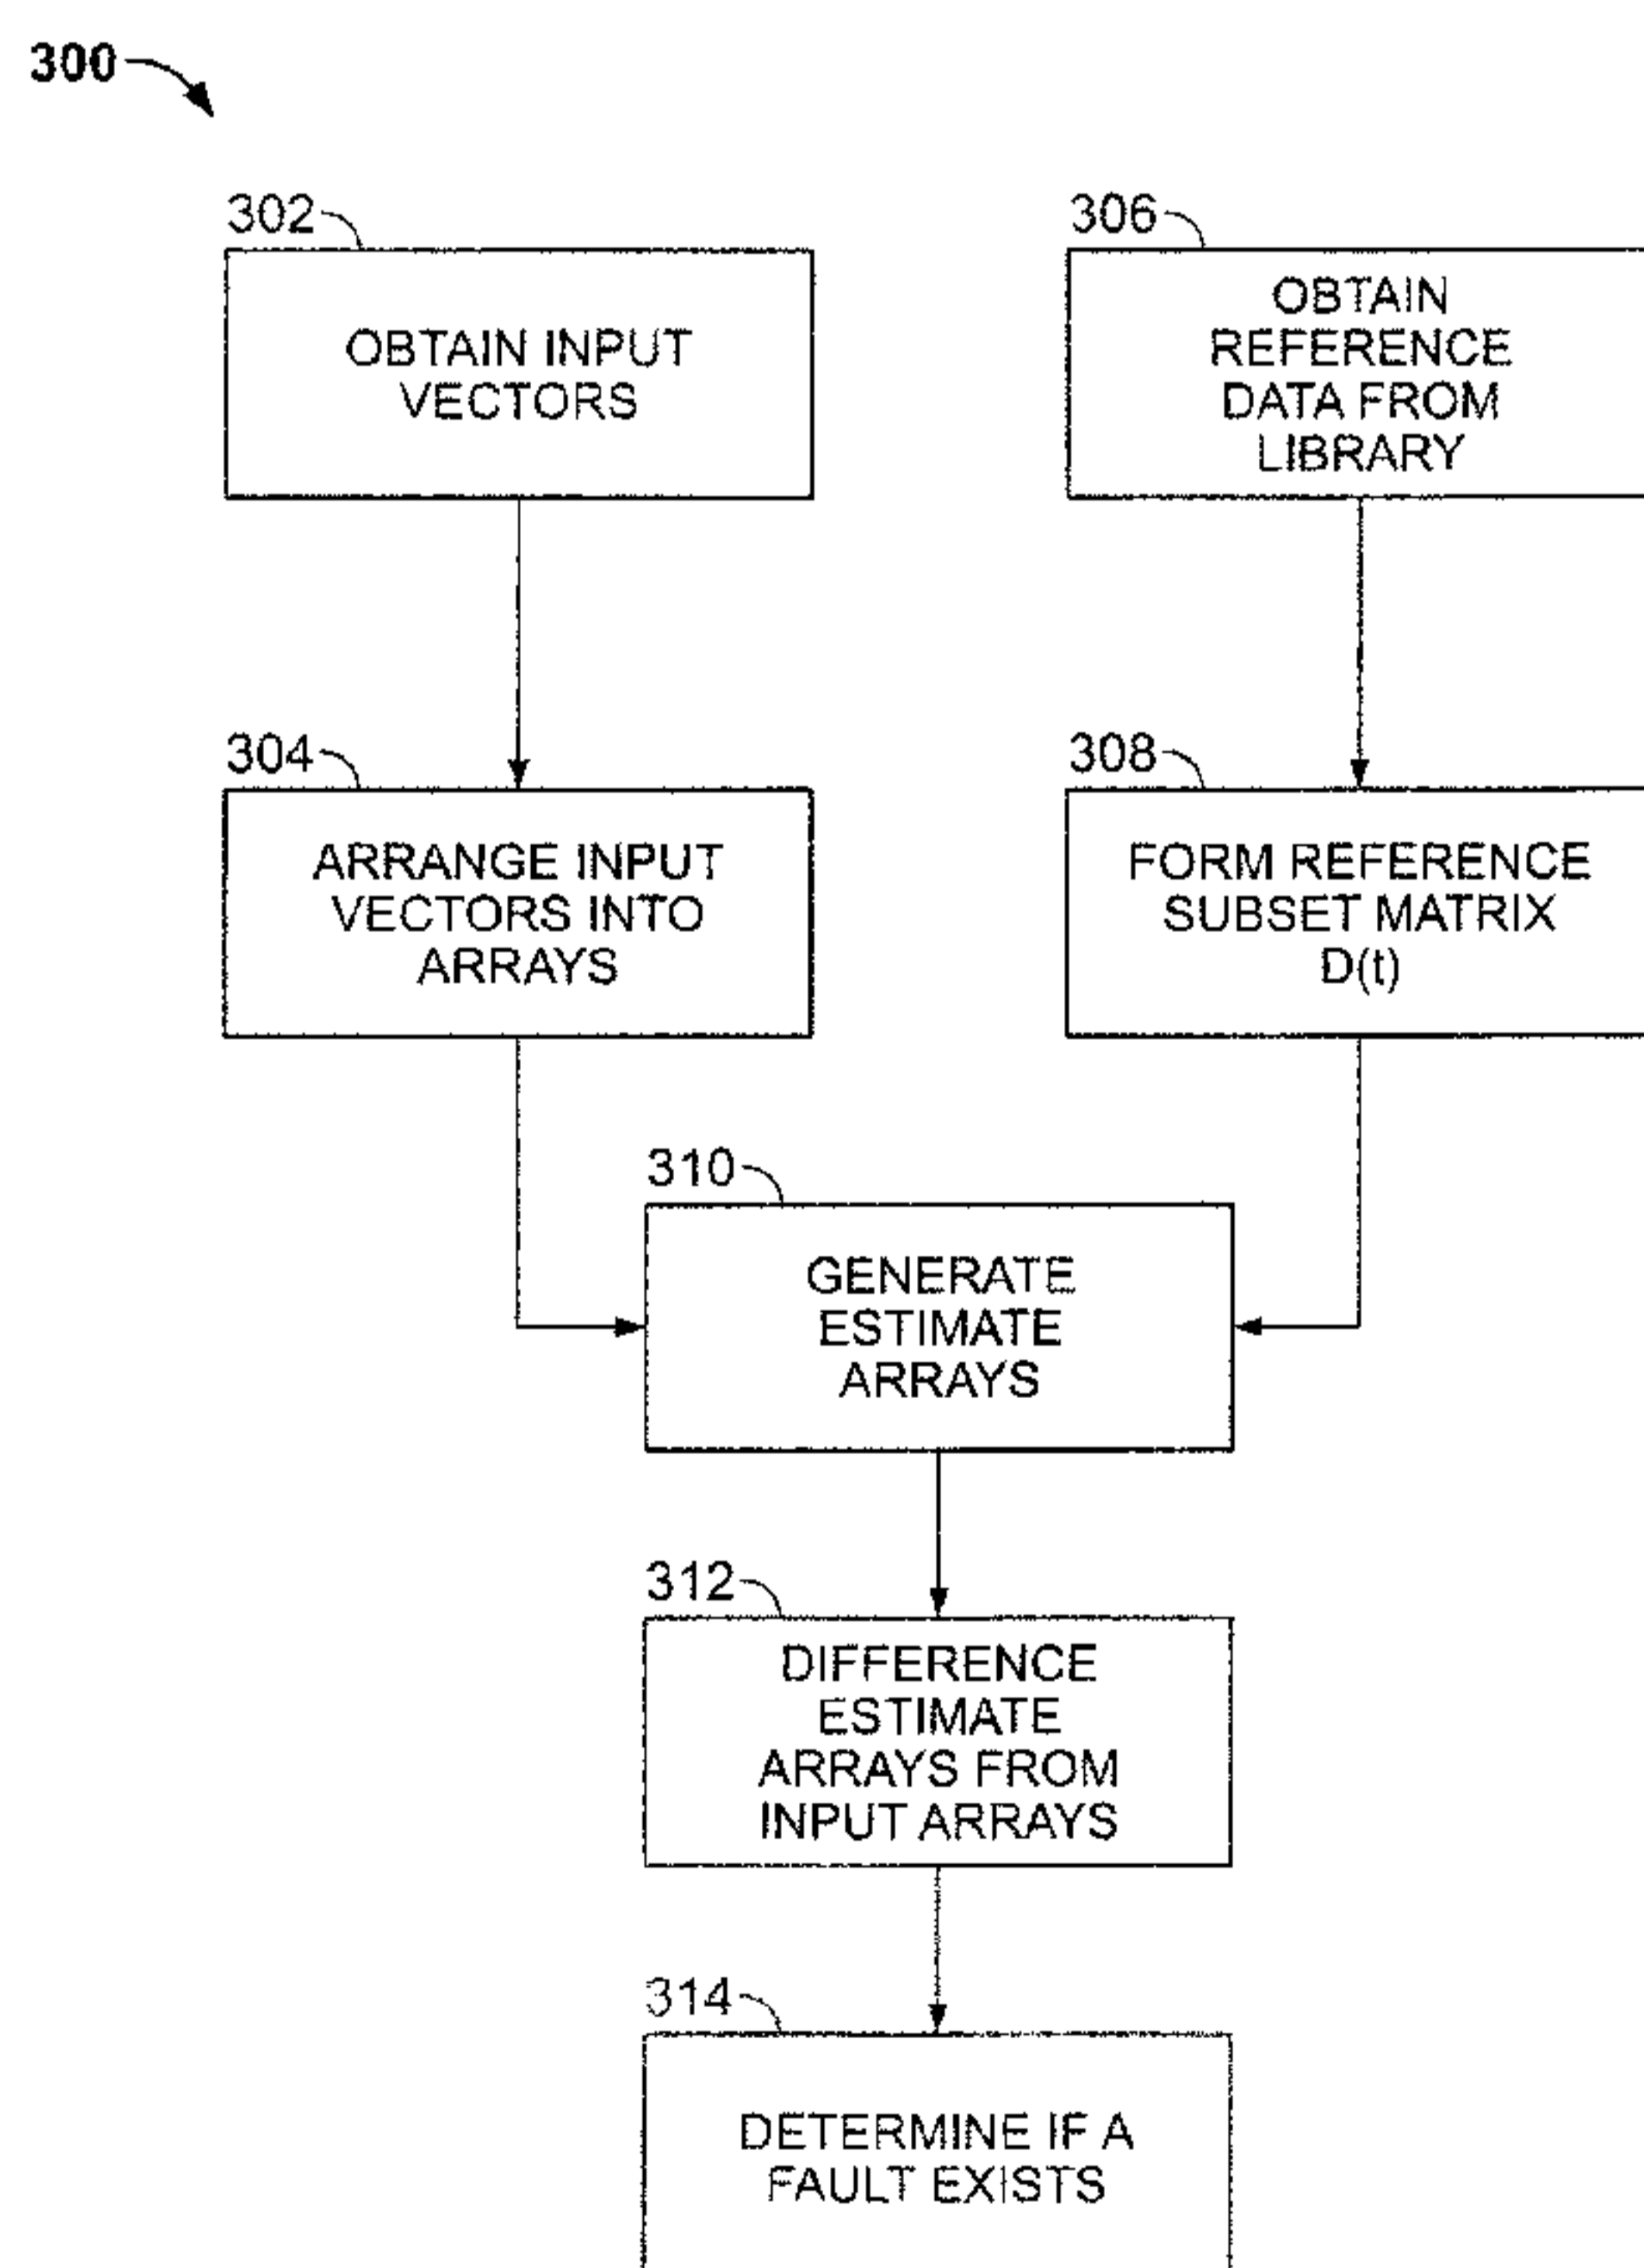 300
302
OBTAIN INPUT
VECTORS
306
OBTAIN
REFERENCE
DATA FROM
LIBRARY
304
ARRANGE INPUT
VECTORS INTO
ARRAYS
308
FORM REFERENCE
SUBSET MATRIX
D(t)
310
GENERATE
ESTIMATE
ARRAYS
312
DIFFERENCE
ESTIMATE
ARRAYS FROM
INPUT ARRAYS
314
DETERMINE IF A
FAULT EXISTS